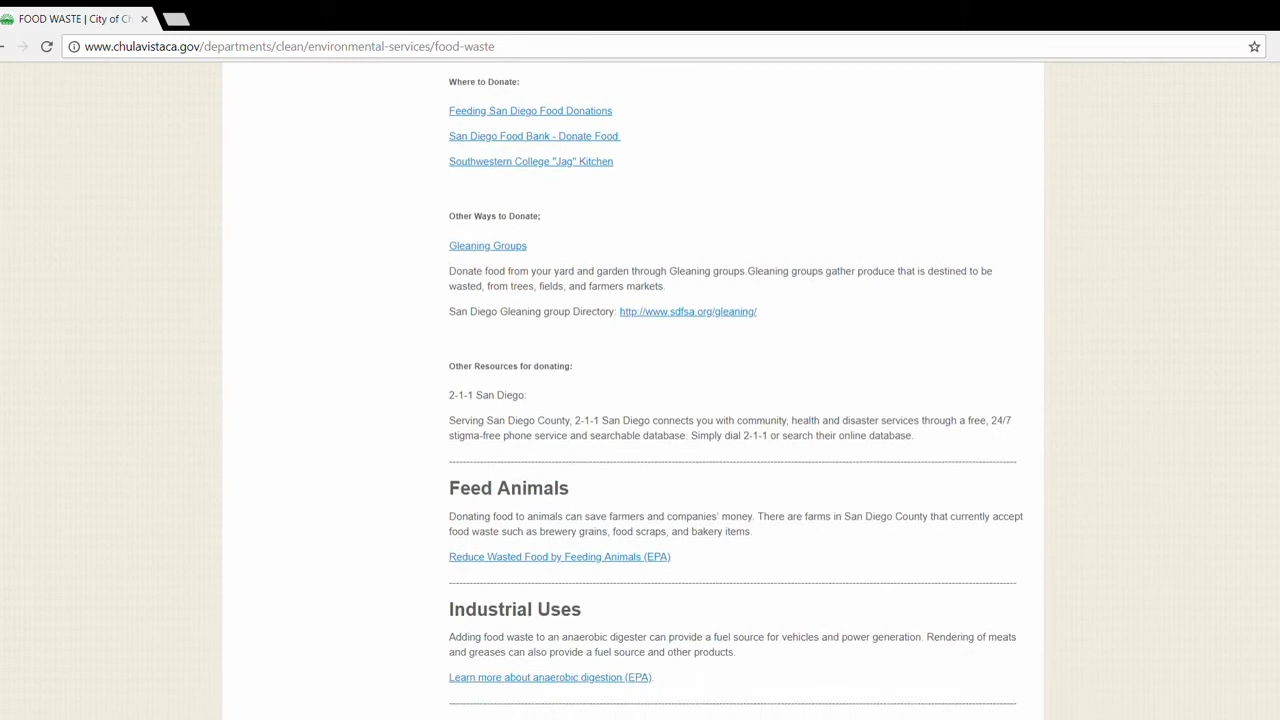 FOOD WASTE | City of Ch
www.chulavistaca.gov/departments/clean/environmental-services/food-waste
Where to Donate:
Feeding San Diego Food Donations
San Diego Food Bank - Donate Food
Southwestern College "Jag" Kitchen
Other Ways to Donate;
Gleaning Groups
Donate food from your yard and garden through Gleaning groups.Gleaning groups gather produce that is destined to be
wasted, from trees, fields, and farmers markets.
San Diego Gleaning group Directory: http://www.sdfsa.org/gleaning/
Other Resources for donating:
2-1-1 San Diego:
Serving San Diego County, 2-1-1 San Diego connects you with community, health and disaster services through a free, 24/7
stigma-free phone service and searchable database. Simply dial 2-1-1 or search their online database.
Feed Animals
Donating food to animals can save farmers and companies' money. There are farms in San Diego County that currently accept
food waste such as brewery grains, food scraps, and bakery items.
Reduce Wasted Food by Feeding Animals (EPA)
Industrial Uses
Adding food waste to an anaerobic digester can provide a fuel source for vehicles and power generation. Rendering of meats
and greases can also provide a fuel source and other products.
Learn more about anaerobic digestion (EPA).